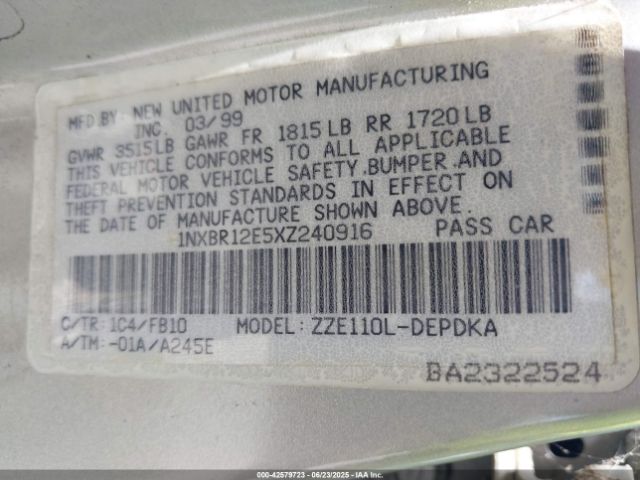 MFD.BY: NEW UNITED MOTOR MANUFACTURING
INC. 03/99
GVWR 3515LB GAWR FR 1815LB RR 1720LB
THIS VEHICLE CONFORMS TO ALL APPLICABLE
FEDERAL MOTOR VEHICLE SAFETY,BUMPER,AND
THEFT PREVENTION STANDARDS IN EFFECT ON
THE DATE OF MANUFACTURE SHOWN ABOVE.
1NXBR12E5XZ240916 PASS CAR
C/TR: 1C4/FB10 MODEL: ZZE110L-DEPDKA
A/TM: -01A/A245E
BA2322524
000-42579723 | 06/23/2025 | IAA, Inc.